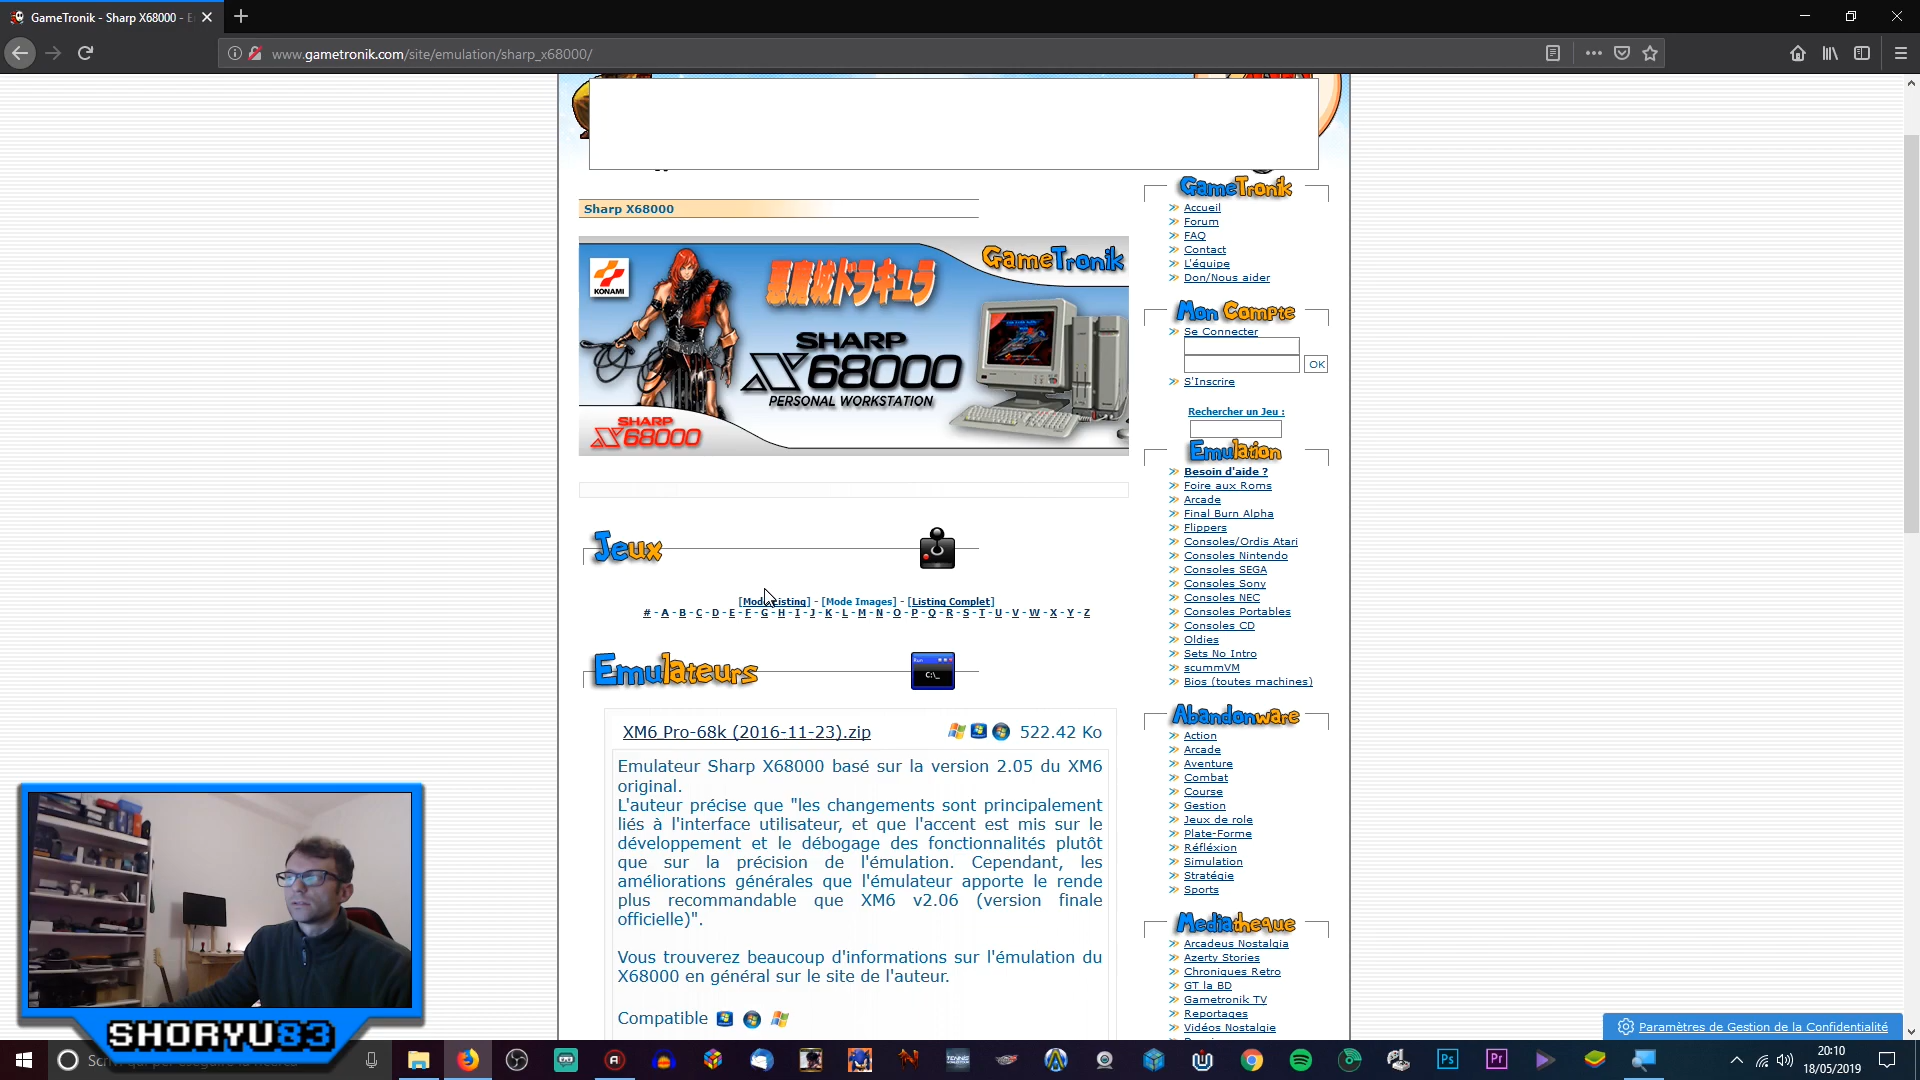 GameTronik - Sharp X68000 - E
www.gametronik.com/site/emulation/sharp_x68000/
Sharp X68000
KONAMI
悪魔城ドラキュラ
GameTronik
SHARP
X68000
PERSONAL WORKSTATION
SHARP
X68000
Jeux
[Mode Listing] - [Mode Images] - [Listing Complet]
# - A - B - C - D - E - F - G - H - I - J - K - L - M - N - O - P - Q - R - S - T - U - V - W - X - Y - Z
Emulateurs
XM6 Pro-68k (2016-11-23).zip
522.42 Ko
Emulateur Sharp X68000 basé sur la version 2.05 du XM6
original.
L'auteur précise que "les changements sont principalement
liés à l'interface utilisateur, et que l'accent est mis sur le
développement et le débogage des fonctionnalités plutôt
que sur la précision de l'émulation. Cependant, les
améliorations générales que l'émulateur apporte le rende
plus recommandable que XM6 v2.06 (version finale
officielle)".
Vous trouverez beaucoup d'informations sur l'émulation du
X68000 en général sur le site de l'auteur.
Compatible
GameTronik
Accueil
Forum
FAQ
Contact
L'équipe
Don/Nous aider
Mon Compte
Se Connecter
OK
S'Inscrire
Rechercher un Jeu :
Emulation
Besoin d'aide ?
Foire aux Roms
Arcade
Final Burn Alpha
Flippers
Consoles/Ordis Atari
Consoles Nintendo
Consoles SEGA
Consoles Sony
Consoles NEC
Consoles Portables
Consoles CD
Oldies
Sets No Intro
scummVM
Bios (toutes machines)
Abandonware
Action
Arcade
Aventure
Combat
Course
Gestion
Jeux de role
Plate-Forme
Réfléxion
Simulation
Stratégie
Sports
Mediatheque
Arcadeus Nostalgia
Azerty Stories
Chroniques Retro
GT la BD
Gametronik TV
Reportages
Vidéos Nostalgie
Paramètres de Gestion de la Confidentialité
SHORYU83
Ps
Pr
20:10
18/05/2019